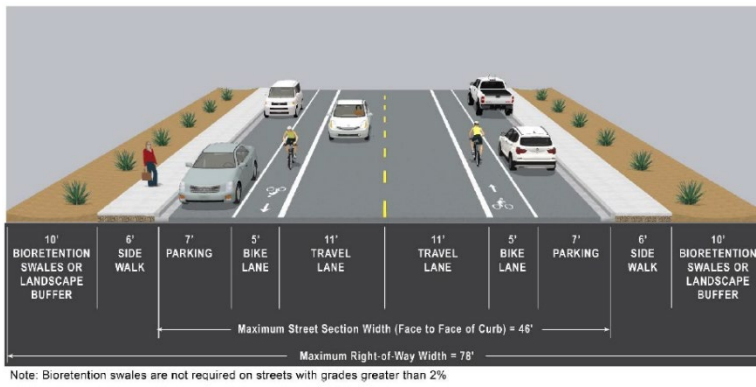 10' 6' 7' 5' 11' 11' 5' 7' 6' 10'
BIORETENTION SIDE PARKING BIKE TRAVEL TRAVEL BIKE PARKING SIDE BIORETENTION
SWALES OR WALK LANE LANE LANE LANE WALK SWALES OR
LANDSCAPE LANDSCAPE
BUFFER BUFFER
Maximum Street Section Width (Face to Face of Curb) = 46'
Maximum Right-of-Way Width = 78'
Note: Bioretention swales are not required on streets with grades greater than 2%